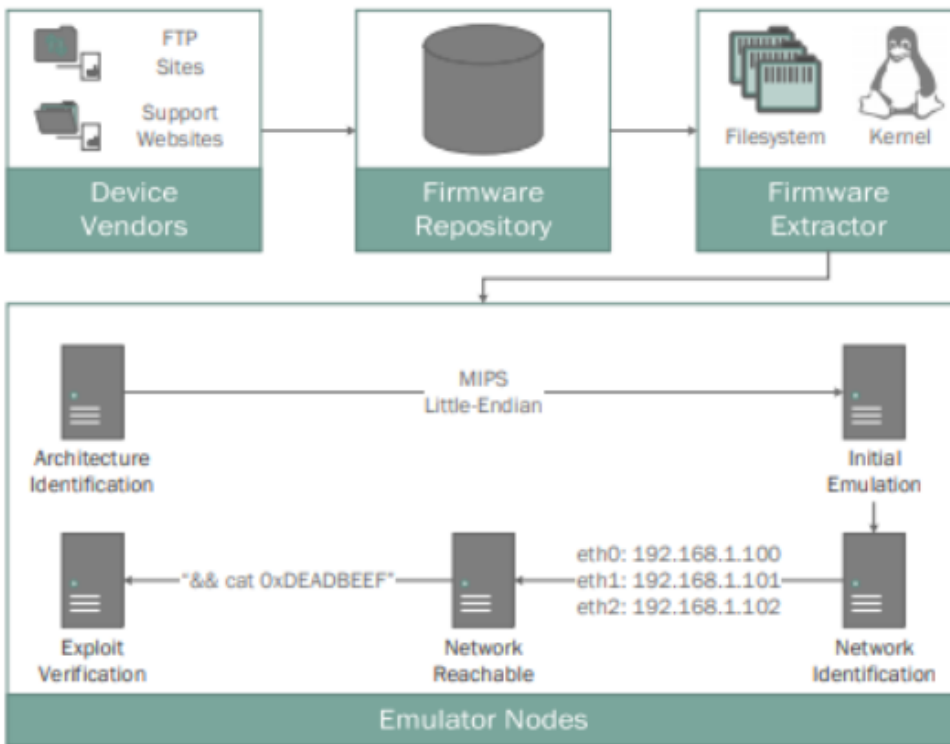 FTP
Sites
Support
Websites
Device
Vendors
Firmware
Repository
Filesystem
Kernel
Firmware
Extractor
MIPS
Little-Endian
Architecture
Identification
Initial
Emulation
eth0: 192.168.1.100
eth1: 192.168.1.101
eth2: 192.168.1.102
"&& cat 0xDEADBEEF"
Exploit
Verification
Network
Reachable
Network
Identification
Emulator Nodes